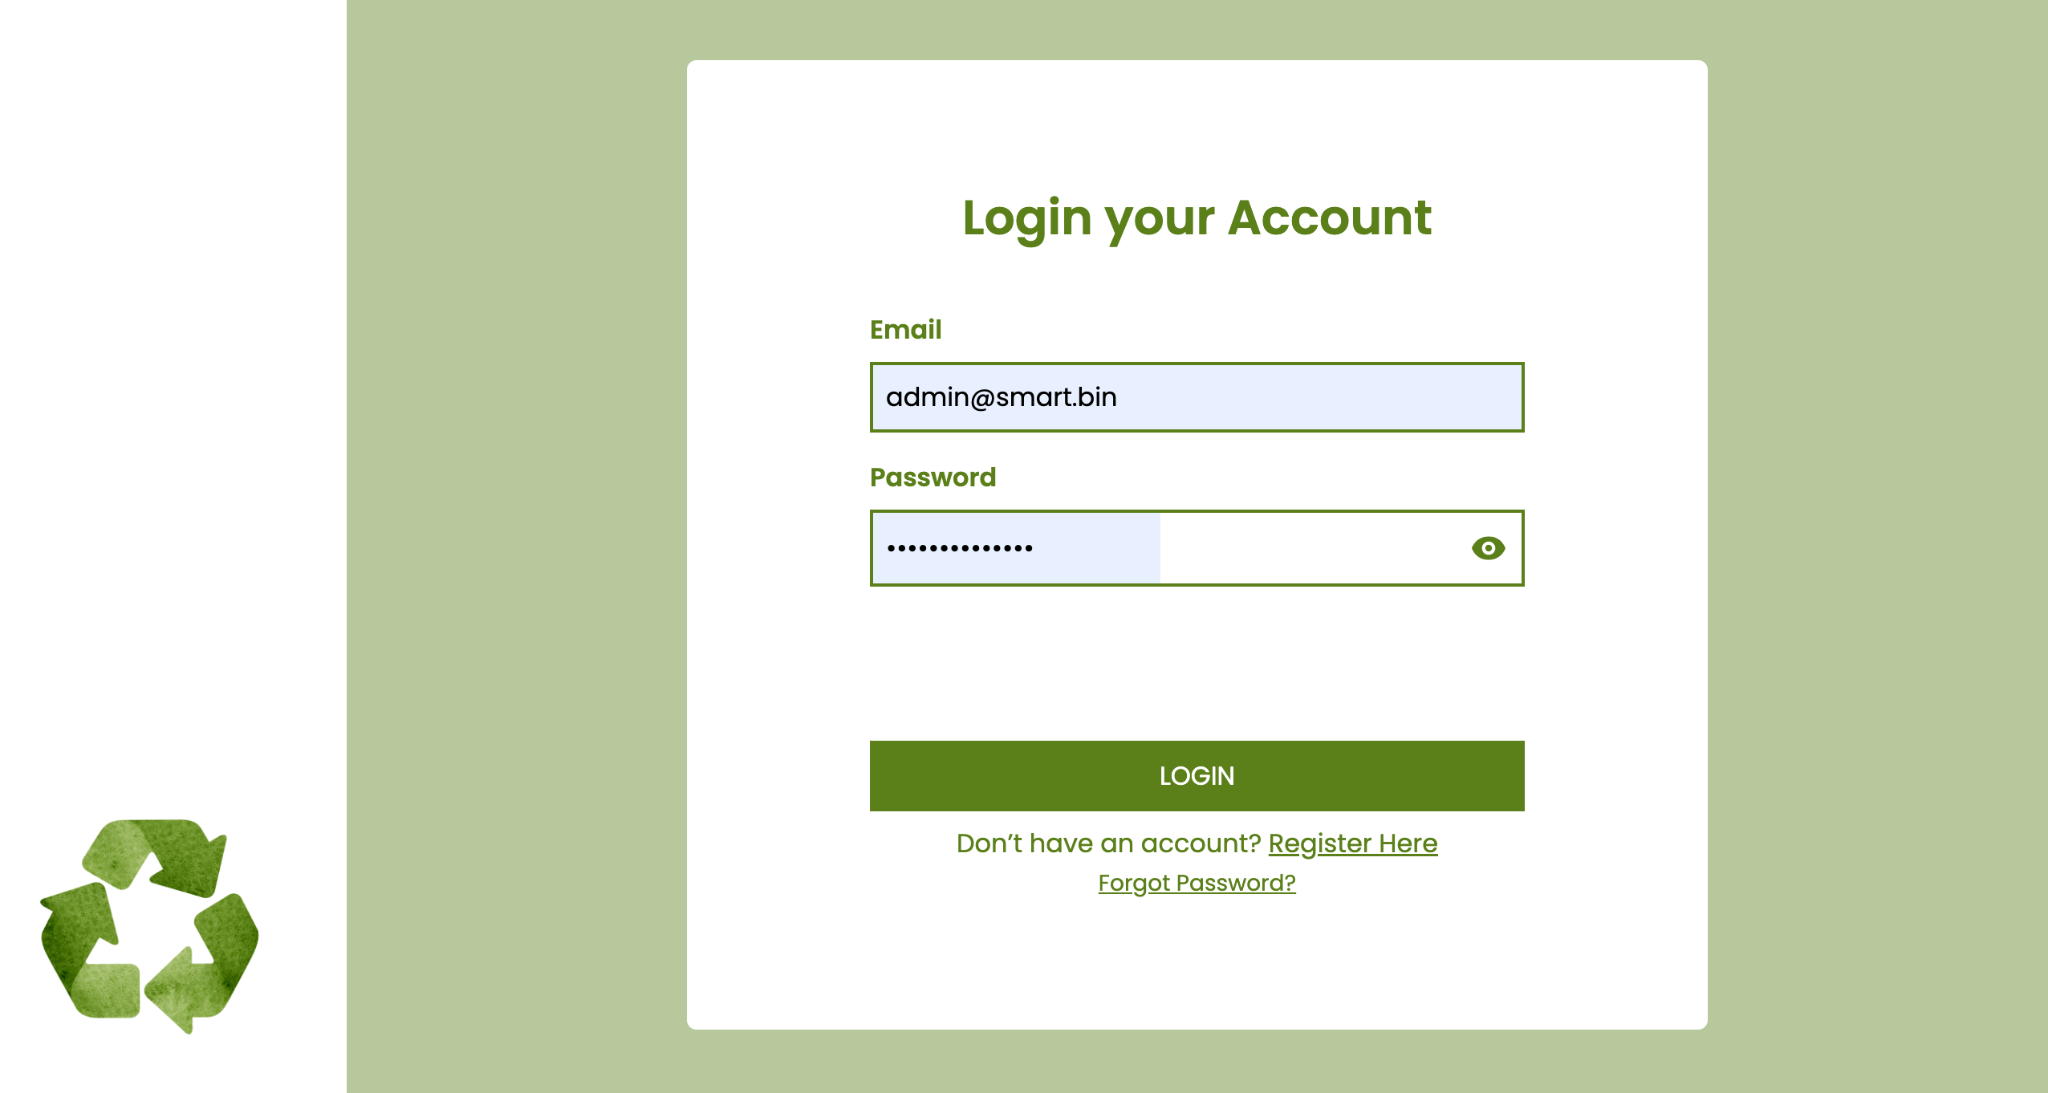 Login your Account
Email
admin@smart.bin
Password
••••••••••••••
LOGIN
Don’t have an account? Register Here
Forgot Password?